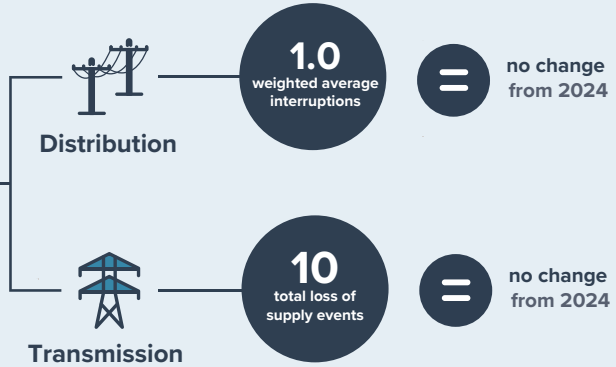 Distribution
1.0
weighted average
interruptions
=
no change
from 2024
Transmission
10
total loss of
supply events
=
no change
from 2024